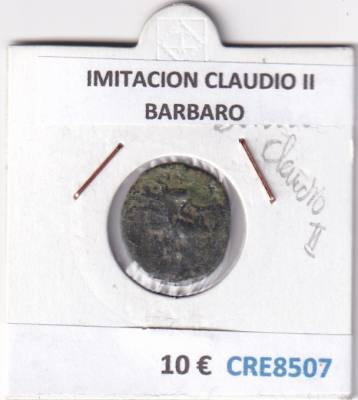 IMITACION CLAUDIO II
BARBARO
Claudio
II
10 € CRE8507